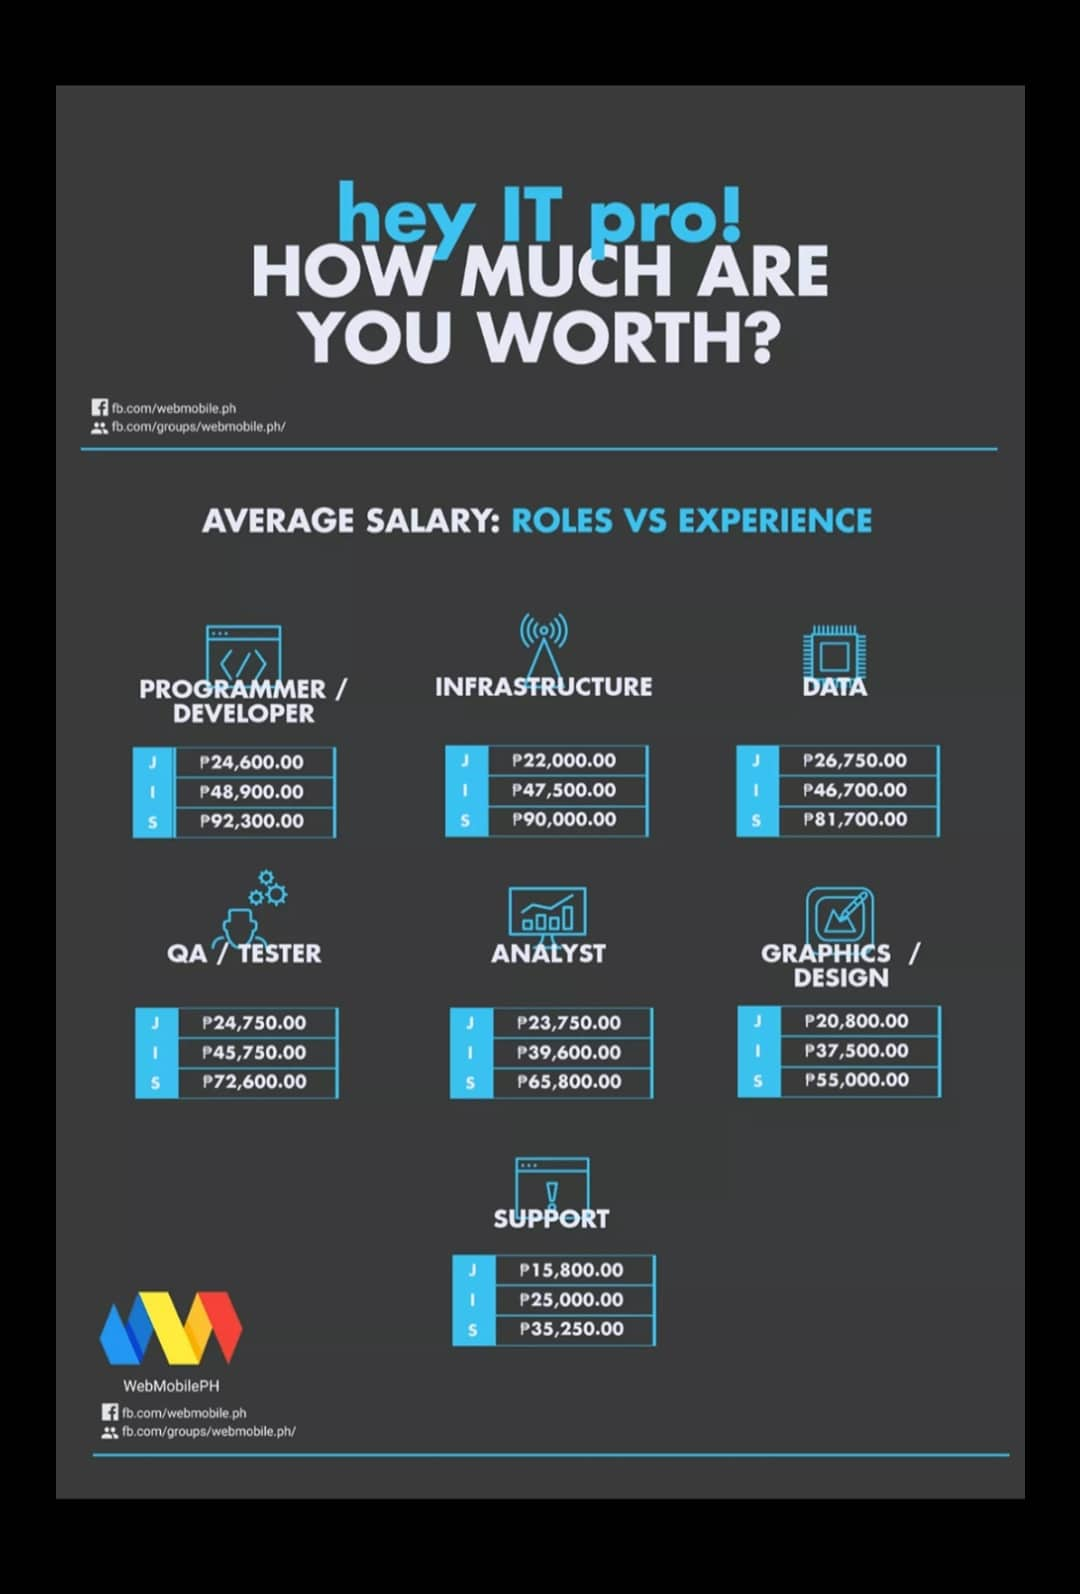 hey IT pro!
HOW MUCH ARE
YOU WORTH?
fb.com/webmobile.ph
fb.com/groups/webmobile.ph/
AVERAGE SALARY: ROLES VS EXPERIENCE
PROGRAMMER /
DEVELOPER
J ₱24,600.00
I ₱48,900.00
S ₱92,300.00
INFRASTRUCTURE
J ₱22,000.00
I ₱47,500.00
S ₱90,000.00
DATA
J ₱26,750.00
I ₱46,700.00
S ₱81,700.00
QA / TESTER
J ₱24,750.00
I ₱45,750.00
S ₱72,600.00
ANALYST
J ₱23,750.00
I ₱39,600.00
S ₱65,800.00
GRAPHICS /
DESIGN
J ₱20,800.00
I ₱37,500.00
S ₱55,000.00
SUPPORT
J ₱15,800.00
I ₱25,000.00
S ₱35,250.00
WebMobilePH
fb.com/webmobile.ph
fb.com/groups/webmobile.ph/